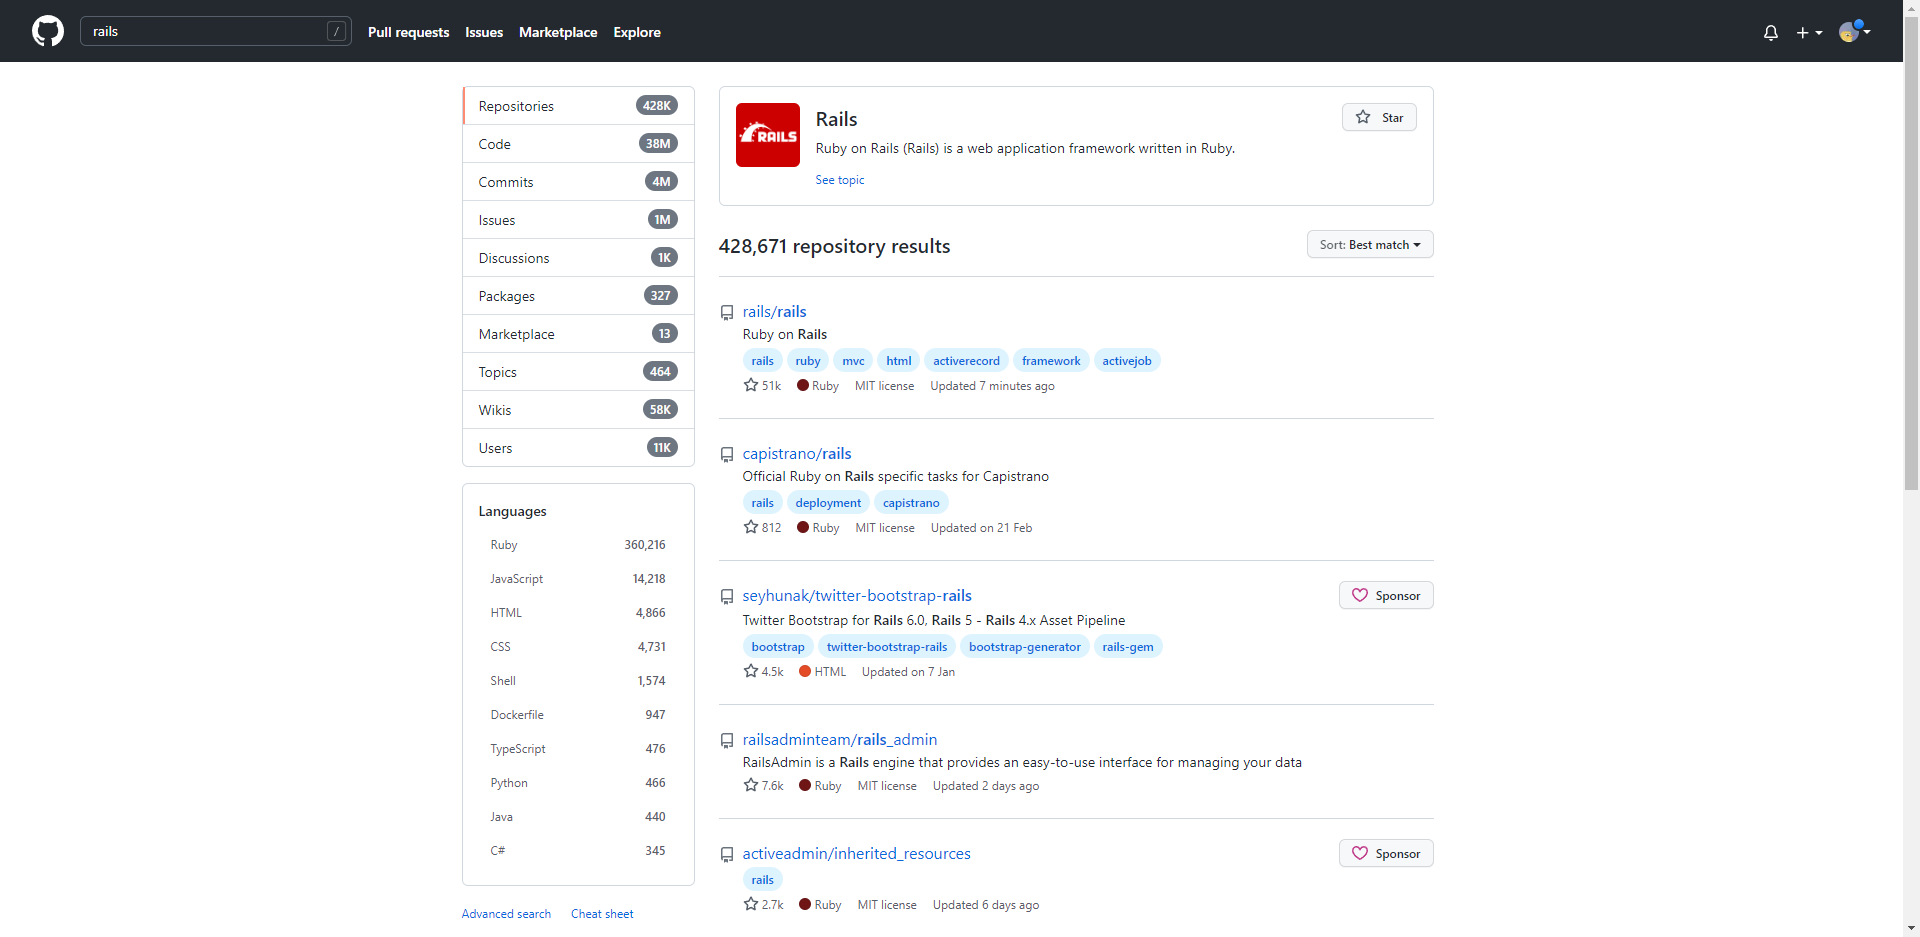 rails /
Pull requests Issues Marketplace Explore
Repositories 428K
Code 38M
Commits 4M
Issues 1M
Discussions 1K
Packages 327
Marketplace 13
Topics 464
Wikis 58K
Users 11K
Languages
Ruby 360,216
JavaScript 14,218
HTML 4,866
CSS 4,731
Shell 1,574
Dockerfile 947
TypeScript 476
Python 466
Java 440
C# 345
Advanced search Cheat sheet
RAILS
Rails
Star
Ruby on Rails (Rails) is a web application framework written in Ruby.
See topic
428,671 repository results
Sort: Best match
rails/rails
Ruby on Rails
rails ruby mvc html activerecord framework activejob
51k Ruby MIT license Updated 7 minutes ago
capistrano/rails
Official Ruby on Rails specific tasks for Capistrano
rails deployment capistrano
812 Ruby MIT license Updated on 21 Feb
seyhunak/twitter-bootstrap-rails
Sponsor
Twitter Bootstrap for Rails 6.0, Rails 5 - Rails 4.x Asset Pipeline
bootstrap twitter-bootstrap-rails bootstrap-generator rails-gem
4.5k HTML Updated on 7 Jan
railsadminteam/rails_admin
RailsAdmin is a Rails engine that provides an easy-to-use interface for managing your data
7.6k Ruby MIT license Updated 2 days ago
activeadmin/inherited_resources
Sponsor
rails
2.7k Ruby MIT license Updated 6 days ago